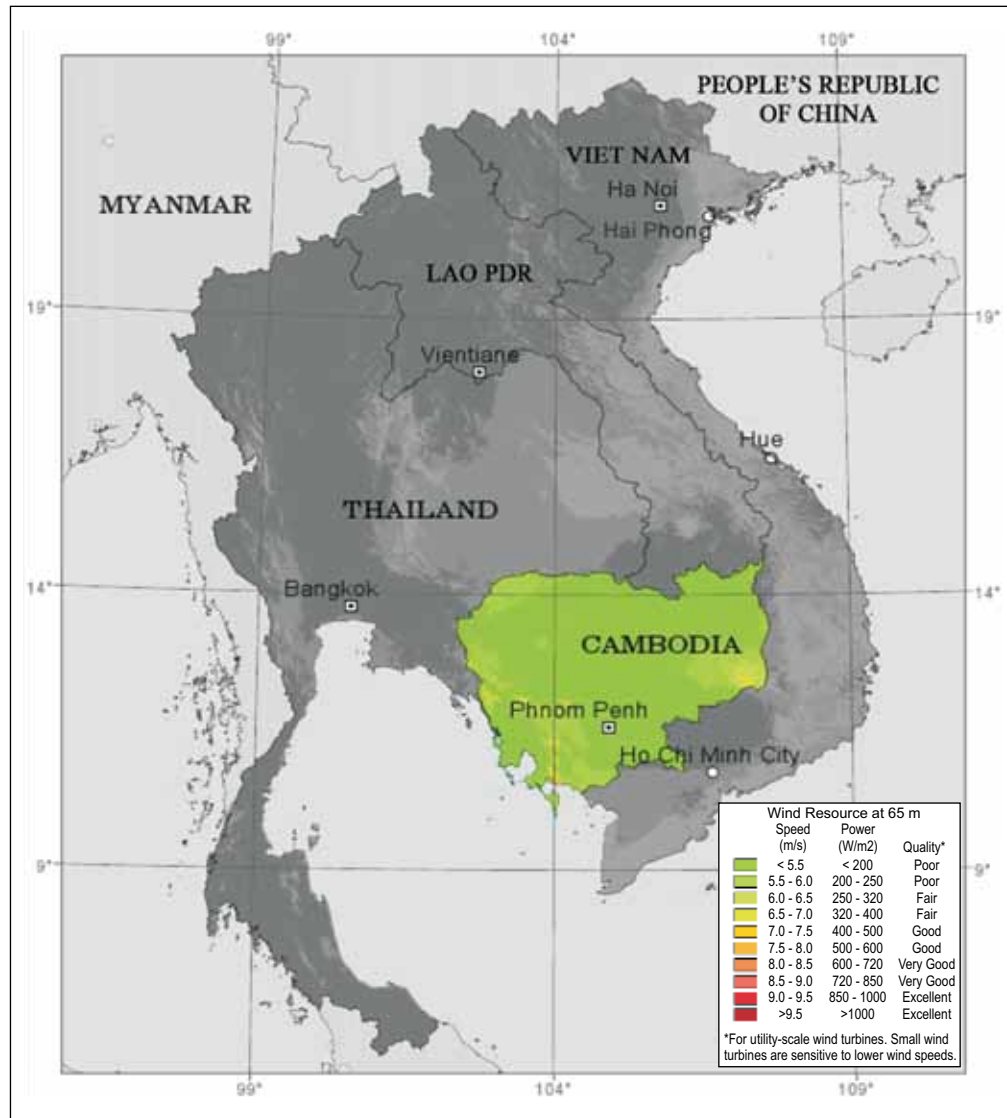 99° 104° 109°
PEOPLE'S REPUBLIC
OF CHINA
VIET NAM
Ha Noi
MYANMAR
Hai Phong
LAO PDR
19° 19°
Vientiane
Hue
THAILAND
14° 14°
Bangkok
CAMBODIA
Phnom Penh
Ho Chi Minh City
Wind Resource at 65 m
Speed Power
(m/s) (W/m2) Quality*
< 5.5 < 200 Poor
5.5 - 6.0 200 - 250 Poor
6.0 - 6.5 250 - 320 Fair
6.5 - 7.0 320 - 400 Fair
7.0 - 7.5 400 - 500 Good
7.5 - 8.0 500 - 600 Good
8.0 - 8.5 600 - 720 Very Good
8.5 - 9.0 720 - 850 Very Good
9.0 - 9.5 850 - 1000 Excellent
>9.5 >1000 Excellent
*For utility-scale wind turbines. Small wind
turbines are sensitive to lower wind speeds.
9° 9°
99° 104° 109°